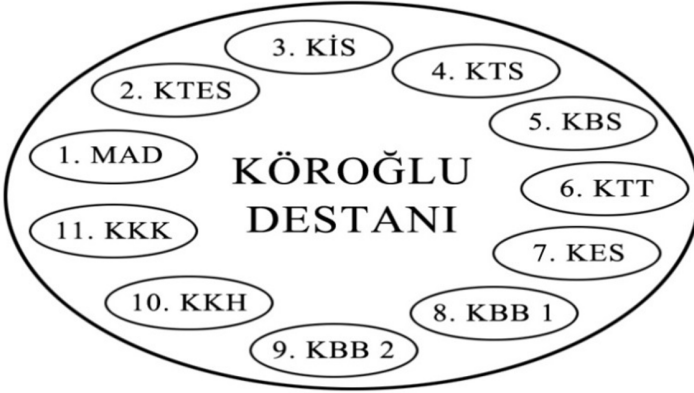 3. KİS
4. KTS
2. KTES
5. KBS
1. MAD
KÖROĞLU
DESTANI
6. KTT
11. KKK
7. KES
10. KKH
8. KBB 1
9. KBB 2